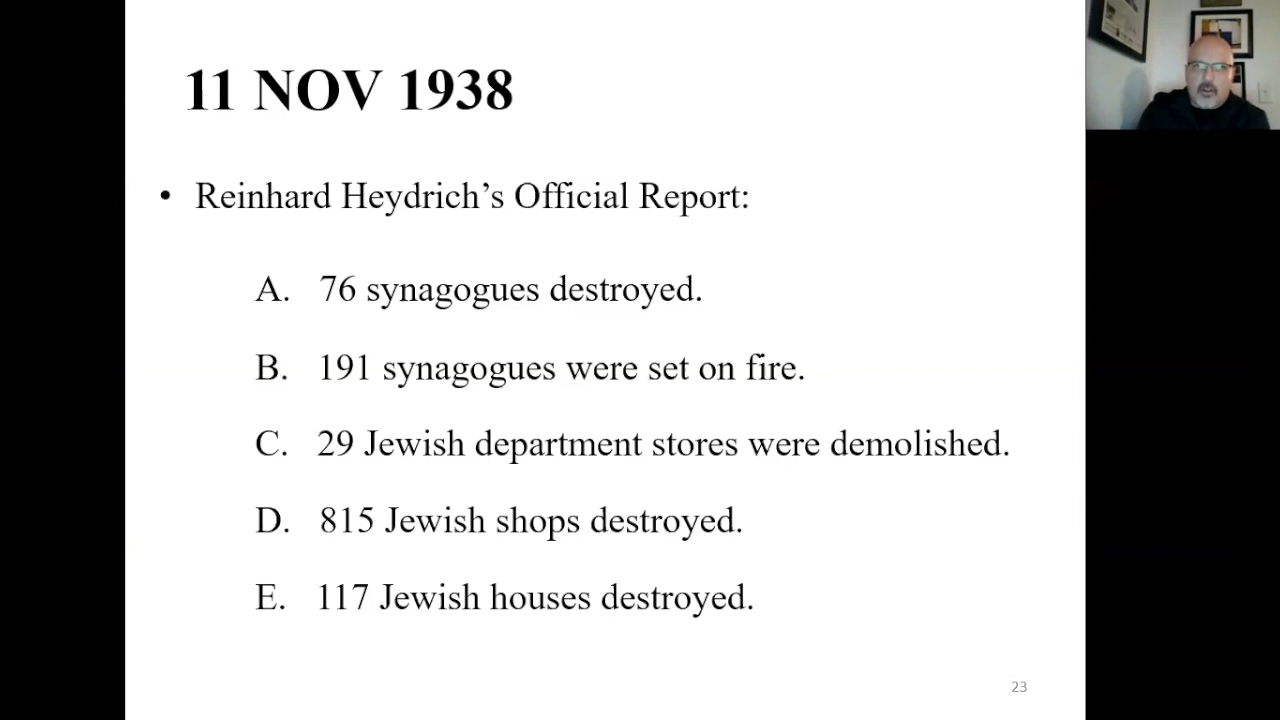 11 NOV 1938
• Reinhard Heydrich’s Official Report:
A. 76 synagogues destroyed.
B. 191 synagogues were set on fire.
C. 29 Jewish department stores were demolished.
D. 815 Jewish shops destroyed.
E. 117 Jewish houses destroyed.
23